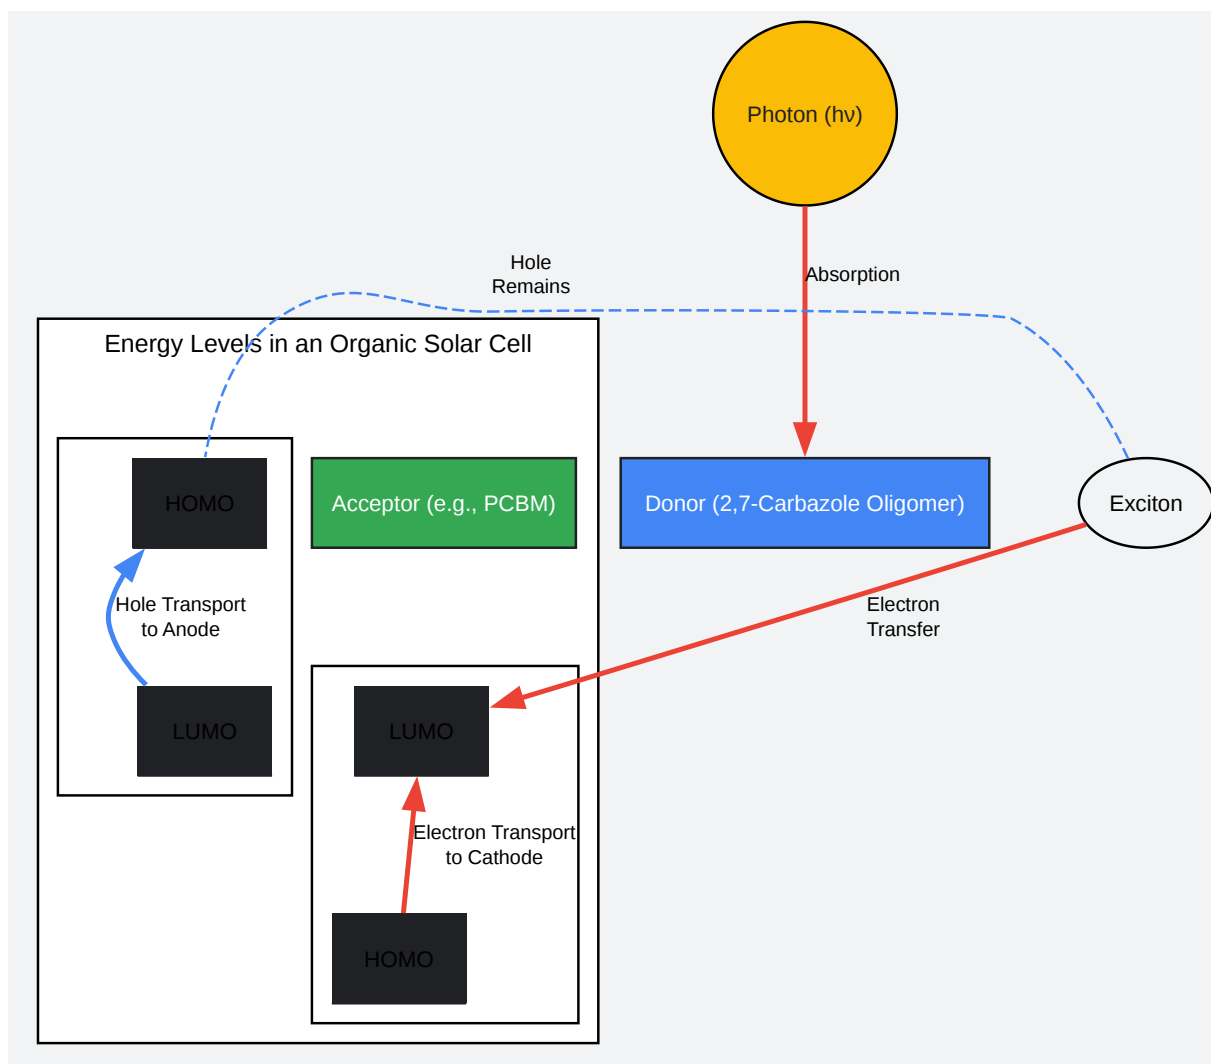 Photon (hν)
Hole
Remains
Absorption
Energy Levels in an Organic Solar Cell
HOMO
Acceptor (e.g., PCBM)
Donor (2,7-Carbazole Oligomer)
Exciton
Hole Transport
to Anode
Electron
Transfer
LUMO
LUMO
Electron Transport
to Cathode
HOMO